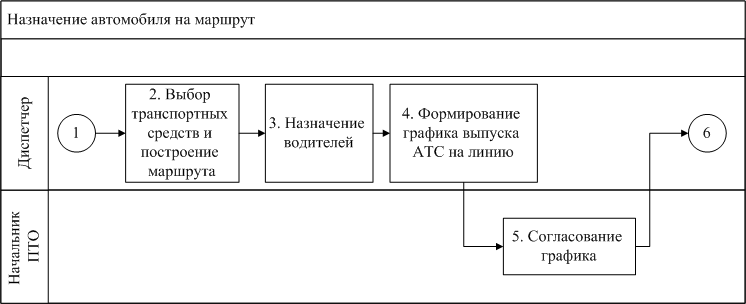 Назначение автомобиля на маршрут
Диспетчер
1
2. Выбор
транспортных
средств и
построение
маршрута
3. Назначение
водителей
4. Формирование
графика выпуска
АТС на линию
6
Начальник
ПТО
5. Согласование
графика